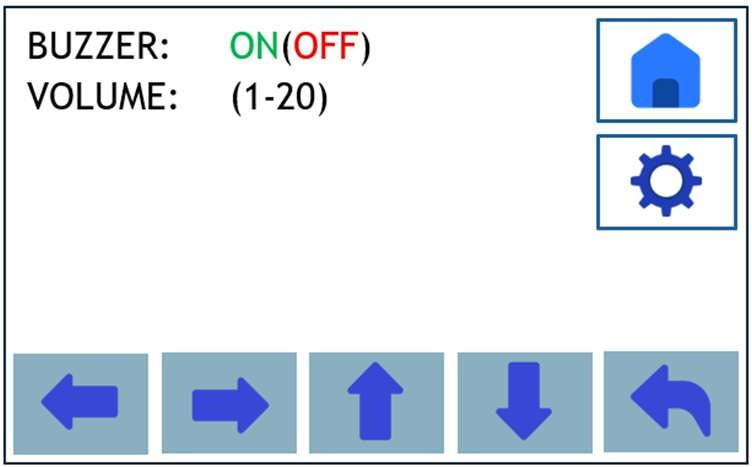 BUZZER: ON(OFF)
VOLUME: (1-20)